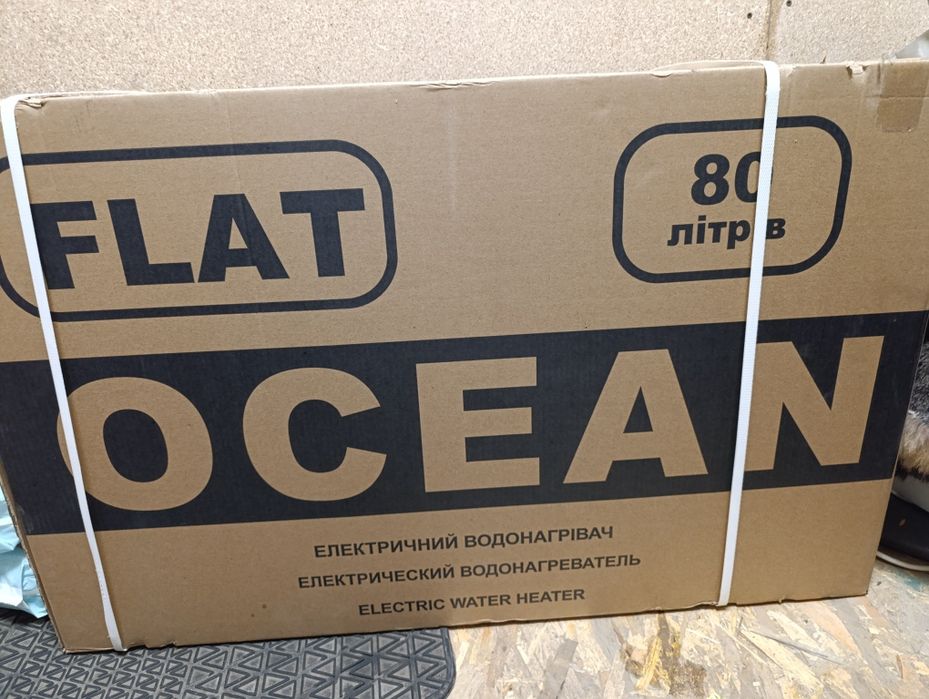 FLAT
80
літрів
OCEAN
ЕЛЕКТРИЧНИЙ ВОДОНАГРІВАЧ
ЕЛЕКТРИЧЕСКИЙ ВОДОНАГРЕВАТЕЛЬ
ELECTRIC WATER HEATER